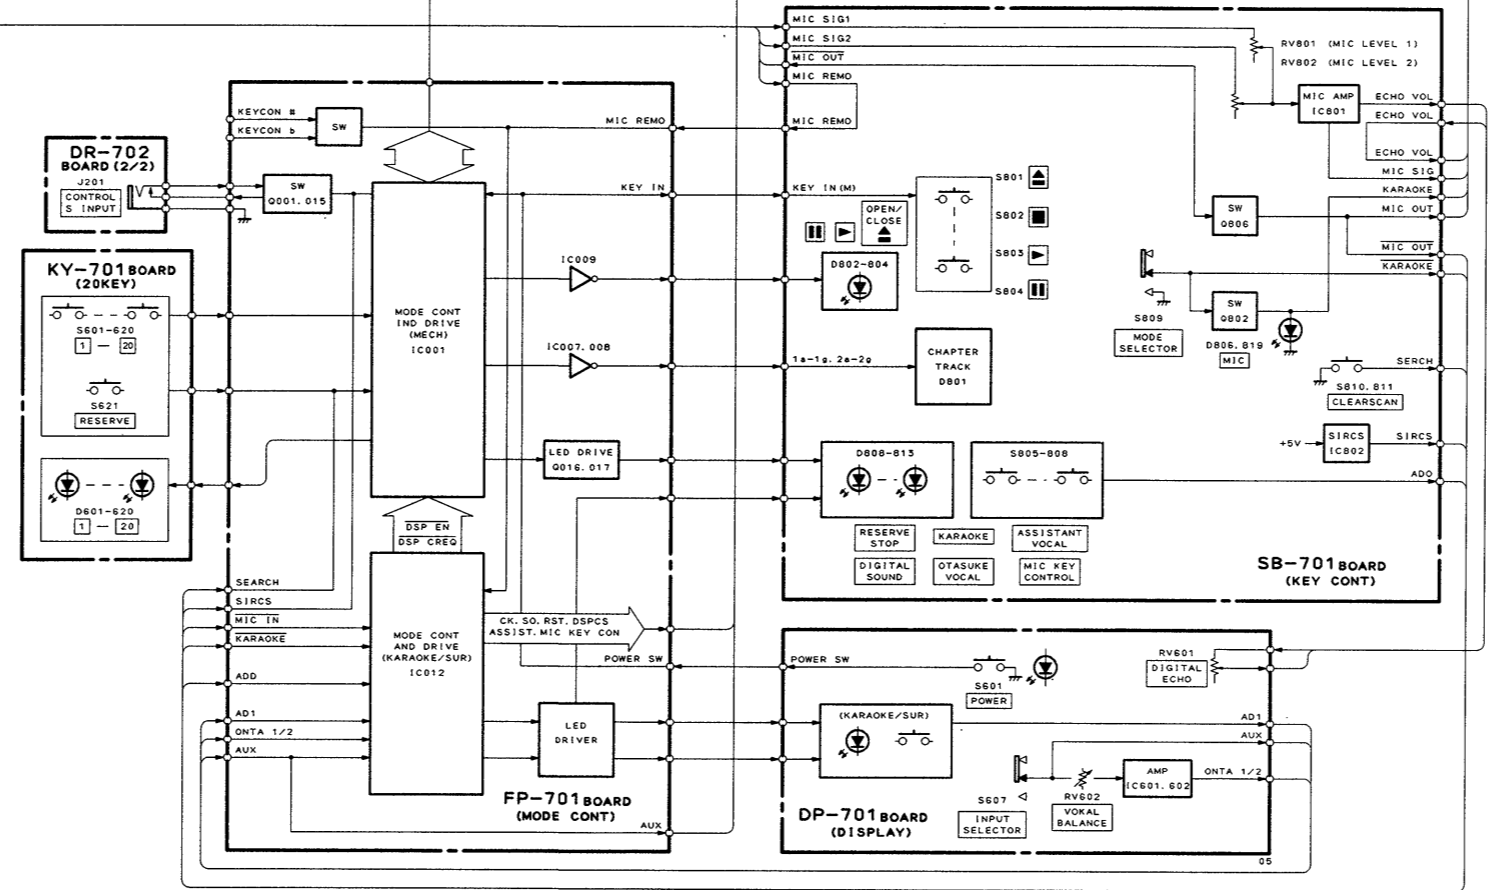 MIC SIG1
MIC SIG2
MIC OUT
MIC REMO
MIC REMO
RV801 (MIC LEVEL 1)
RV802 (MIC LEVEL 2)
MIC AMP
IC801
ECHO VOL
ECHO VOL
ECHO VOL
MIC SIG
KARAOKE
MIC OUT
MIC OUT
KARAOKE
KEYCON #
KEYCON b
SW
MIC REMO
DR-702
BOARD (2/2)
J201
CONTROL
S INPUT
SW
Q001.015
KEY IN
KEY IN (M)
OPEN/
CLOSE
S801
S802
S803
S804
SW
Q806
D802-804
S809
MODE
SELECTOR
SW
Q802
D806.819
MIC
KY-701 BOARD
(20KEY)
S601-620
1 — 20
S621
RESERVE
D601-620
1 — 20
MODE CONT
IND DRIVE
(MECH)
IC001
IC009
IC007.008
1a-1g.2a-2g
CHAPTER
TRACK
D801
SERCH
S810.811
CLEARSCAN
+5V
SIRCS
IC802
SIRCS
AD0
LED DRIVE
Q016.017
D808-813
S805-808
RESERVE
STOP
KARAOKE
ASSISTANT
VOCAL
DIGITAL
SOUND
OTASUKE
VOCAL
MIC KEY
CONTROL
SB-701 BOARD
(KEY CONT)
DSP EN
DSP CREQ
SEARCH
SIRCS
MIC IN
KARAOKE
ADD
AD1
ONTA 1/2
AUX
MODE CONT
AND DRIVE
(KARAOKE/SUR)
IC012
CK.SO.RST.DSPCS
ASSIST.MIC KEY CON
POWER SW
LED
DRIVER
FP-701 BOARD
(MODE CONT)
AUX
POWER SW
S601
POWER
RV601
DIGITAL
ECHO
(KARAOKE/SUR)
AD1
AUX
ONTA 1/2
S607
INPUT
SELECTOR
RV602
VOKAL
BALANCE
AMP
IC601.602
DP-701 BOARD
(DISPLAY)
05